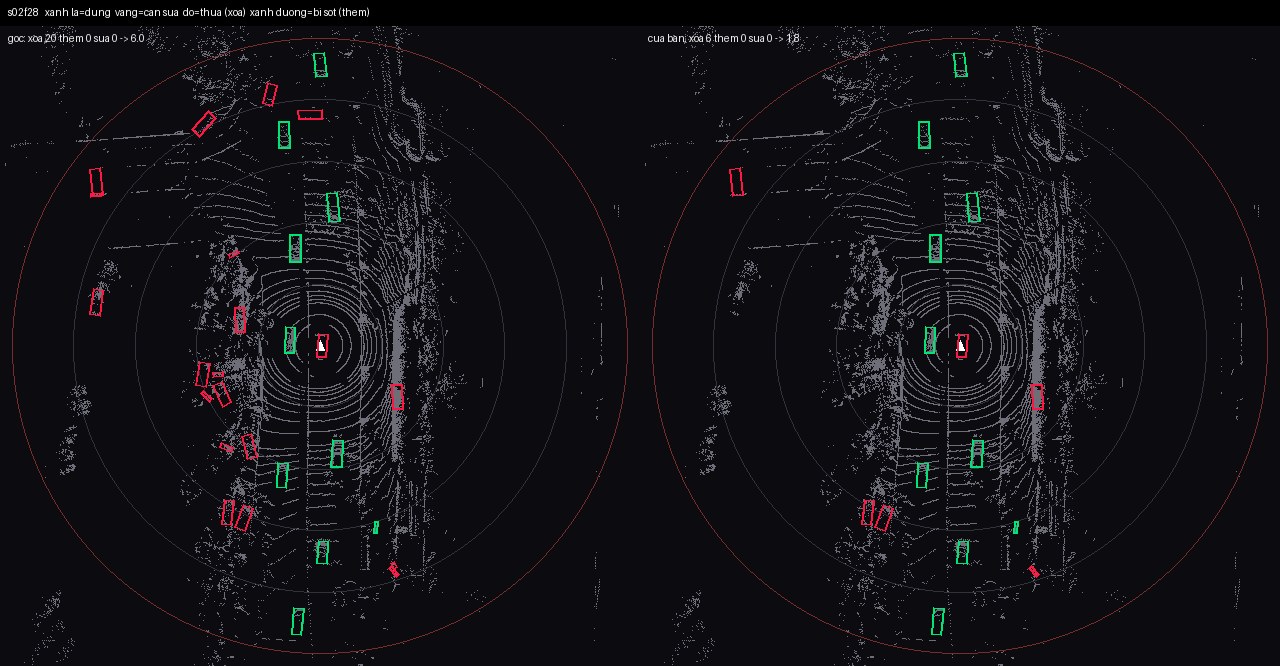 s02f28 xanh la=dung vang=can sua do=thua (xoa) xanh duong=bi sot (them)
goc: xoa 20 them 0 sua 0 -> 6.0
cua ban: xoa 6 them 0 sua 0 -> 1.8